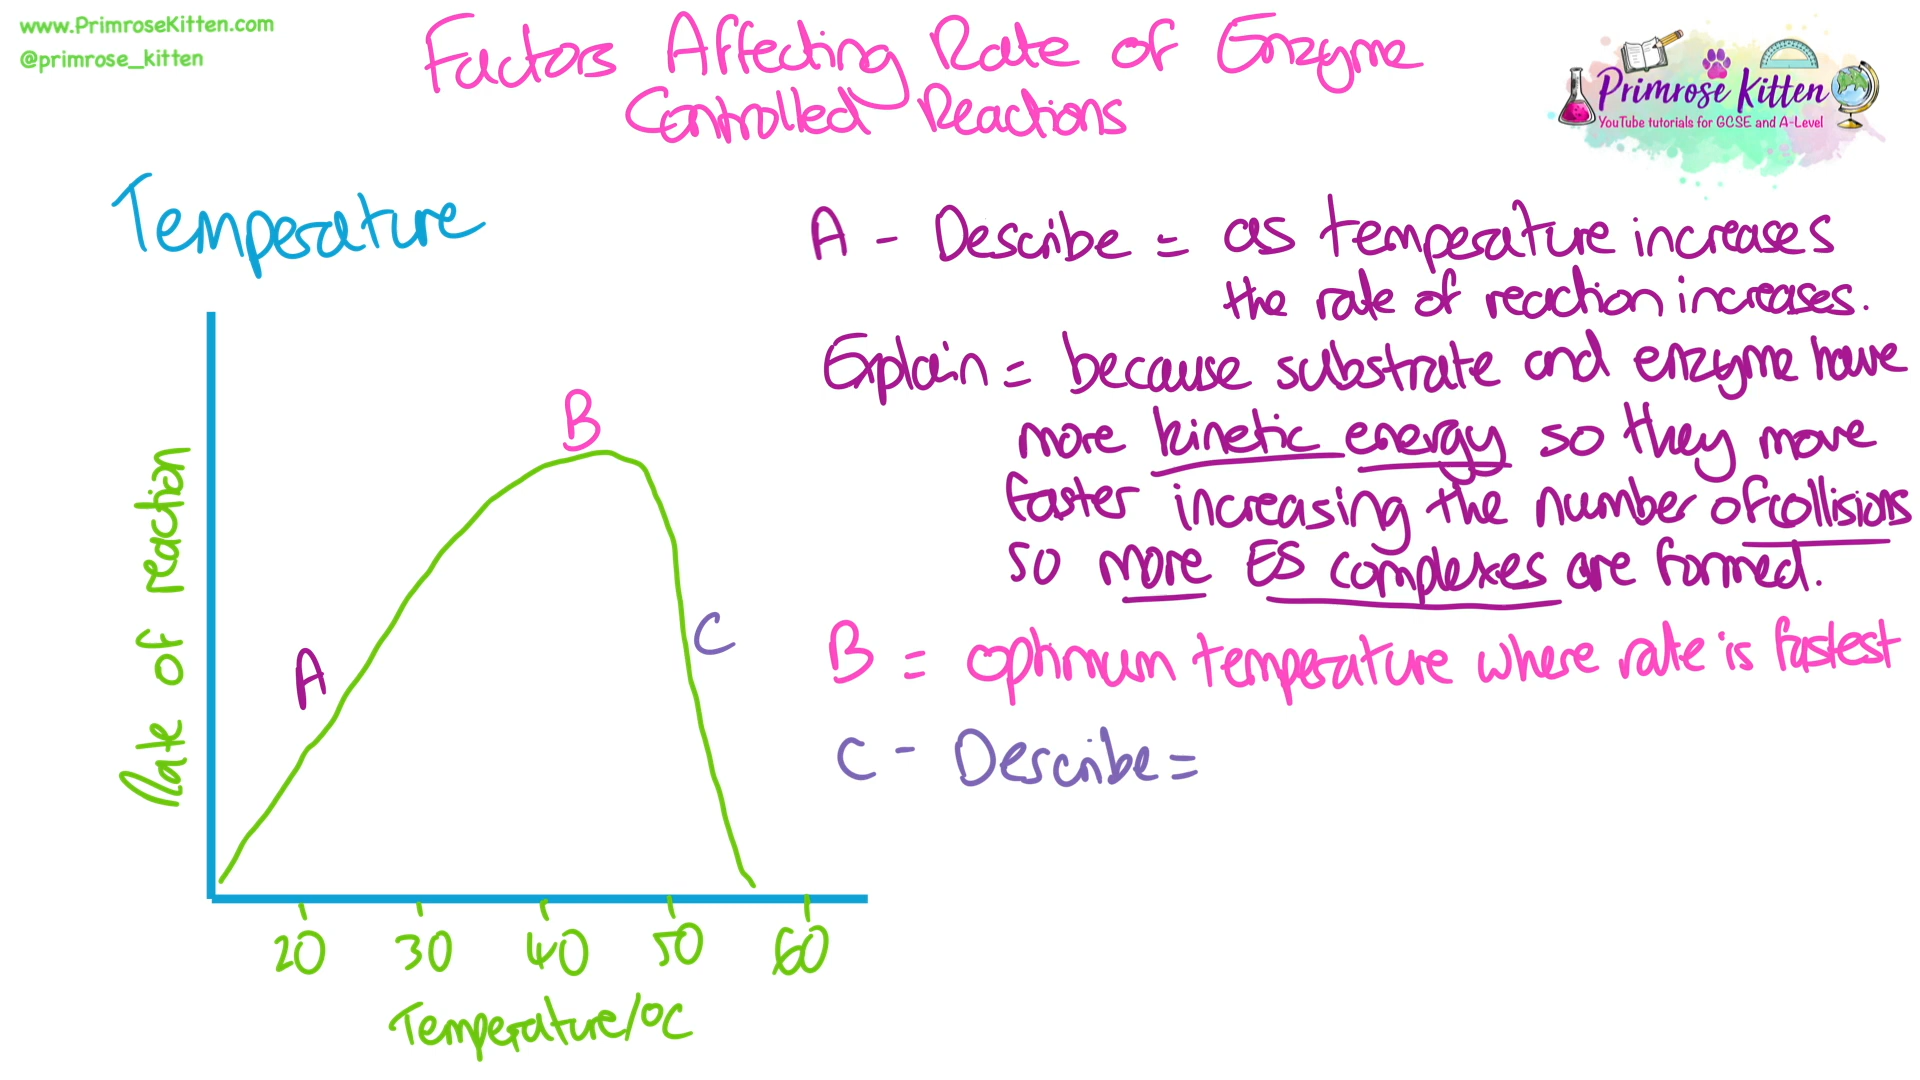 www.PrimroseKitten.com
@primrose_kitten
Factors Affecting Rate of Enzyme
Controlled Reactions
Primrose Kitten
YouTube tutorials for GCSE and A-Level
Temperature
A - Describe = as temperature increases
the rate of reaction increases.
Explain = because substrate and enzyme have
more kinetic energy so they move
faster increasing the number of collisions
so more ES complexes are formed.
B = optimum temperature where rate is fastest
C - Describe =
Rate of reaction
A
B
C
20 30 40 50 60
Temperature/°C